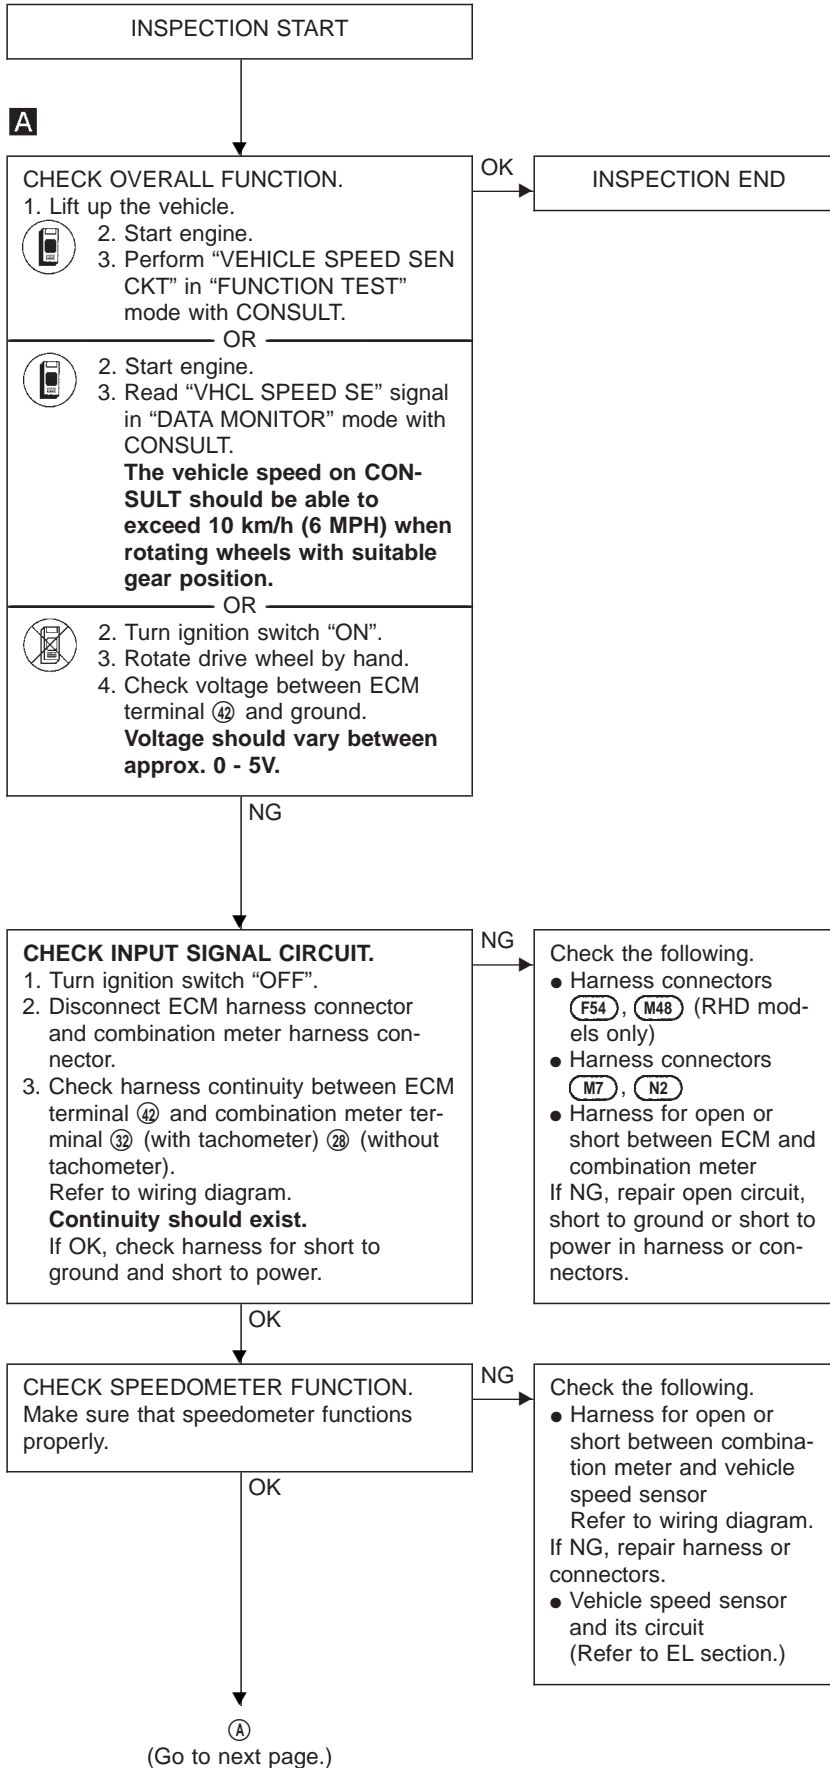 INSPECTION START
A
CHECK OVERALL FUNCTION.
1. Lift up the vehicle.
2. Start engine.
3. Perform “VEHICLE SPEED SEN
CKT” in “FUNCTION TEST”
mode with CONSULT.
OR
2. Start engine.
3. Read “VHCL SPEED SE” signal
in “DATA MONITOR” mode with
CONSULT.
The vehicle speed on CON-
SULT should be able to
exceed 10 km/h (6 MPH) when
rotating wheels with suitable
gear position.
OR
2. Turn ignition switch “ON”.
3. Rotate drive wheel by hand.
4. Check voltage between ECM
terminal ㊷ and ground.
Voltage should vary between
approx. 0 - 5V.
OK
INSPECTION END
NG
CHECK INPUT SIGNAL CIRCUIT.
1. Turn ignition switch “OFF”.
2. Disconnect ECM harness connector
and combination meter harness con-
nector.
3. Check harness continuity between ECM
terminal ㊷ and combination meter ter-
minal ㉜ (with tachometer) ㉘ (without
tachometer).
Refer to wiring diagram.
Continuity should exist.
If OK, check harness for short to
ground and short to power.
NG
Check the following.
● Harness connectors
F54, M48 (RHD mod-
els only)
● Harness connectors
M7, N2
● Harness for open or
short between ECM and
combination meter
If NG, repair open circuit,
short to ground or short to
power in harness or con-
nectors.
OK
CHECK SPEEDOMETER FUNCTION.
Make sure that speedometer functions
properly.
NG
Check the following.
● Harness for open or
short between combina-
tion meter and vehicle
speed sensor
Refer to wiring diagram.
If NG, repair harness or
connectors.
● Vehicle speed sensor
and its circuit
(Refer to EL section.)
OK
Ⓐ
(Go to next page.)